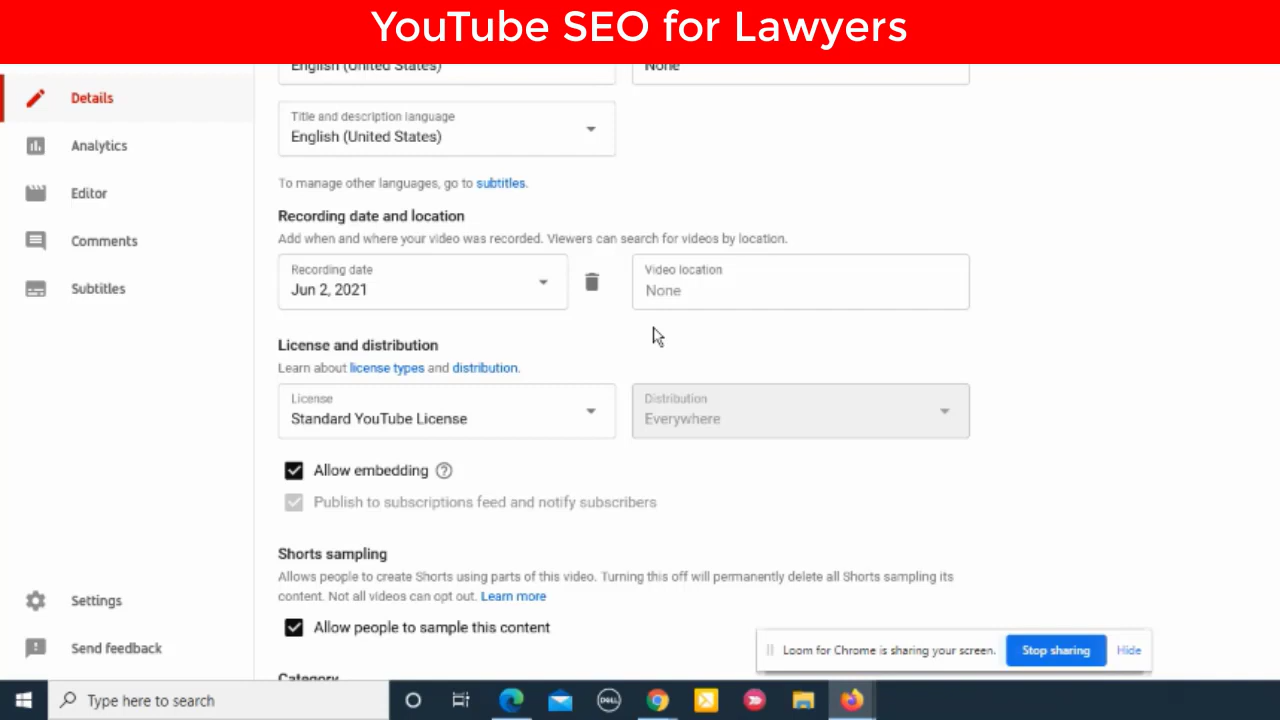 YouTube SEO for Lawyers
English (United States)
None
Details
Title and description language
English (United States)
Analytics
To manage other languages, go to subtitles.
Editor
Recording date and location
Add when and where your video was recorded. Viewers can search for videos by location.
Comments
Recording date
Jun 2, 2021
Video location
None
Subtitles
License and distribution
Learn about license types and distribution.
License
Standard YouTube License
Distribution
Everywhere
Allow embedding
Publish to subscriptions feed and notify subscribers
Shorts sampling
Allows people to create Shorts using parts of this video. Turning this off will permanently delete all Shorts sampling its
content. Not all videos can opt out. Learn more
Settings
Allow people to sample this content
Send feedback
Loom for Chrome is sharing your screen.
Stop sharing
Hide
Category
Type here to search
DELL